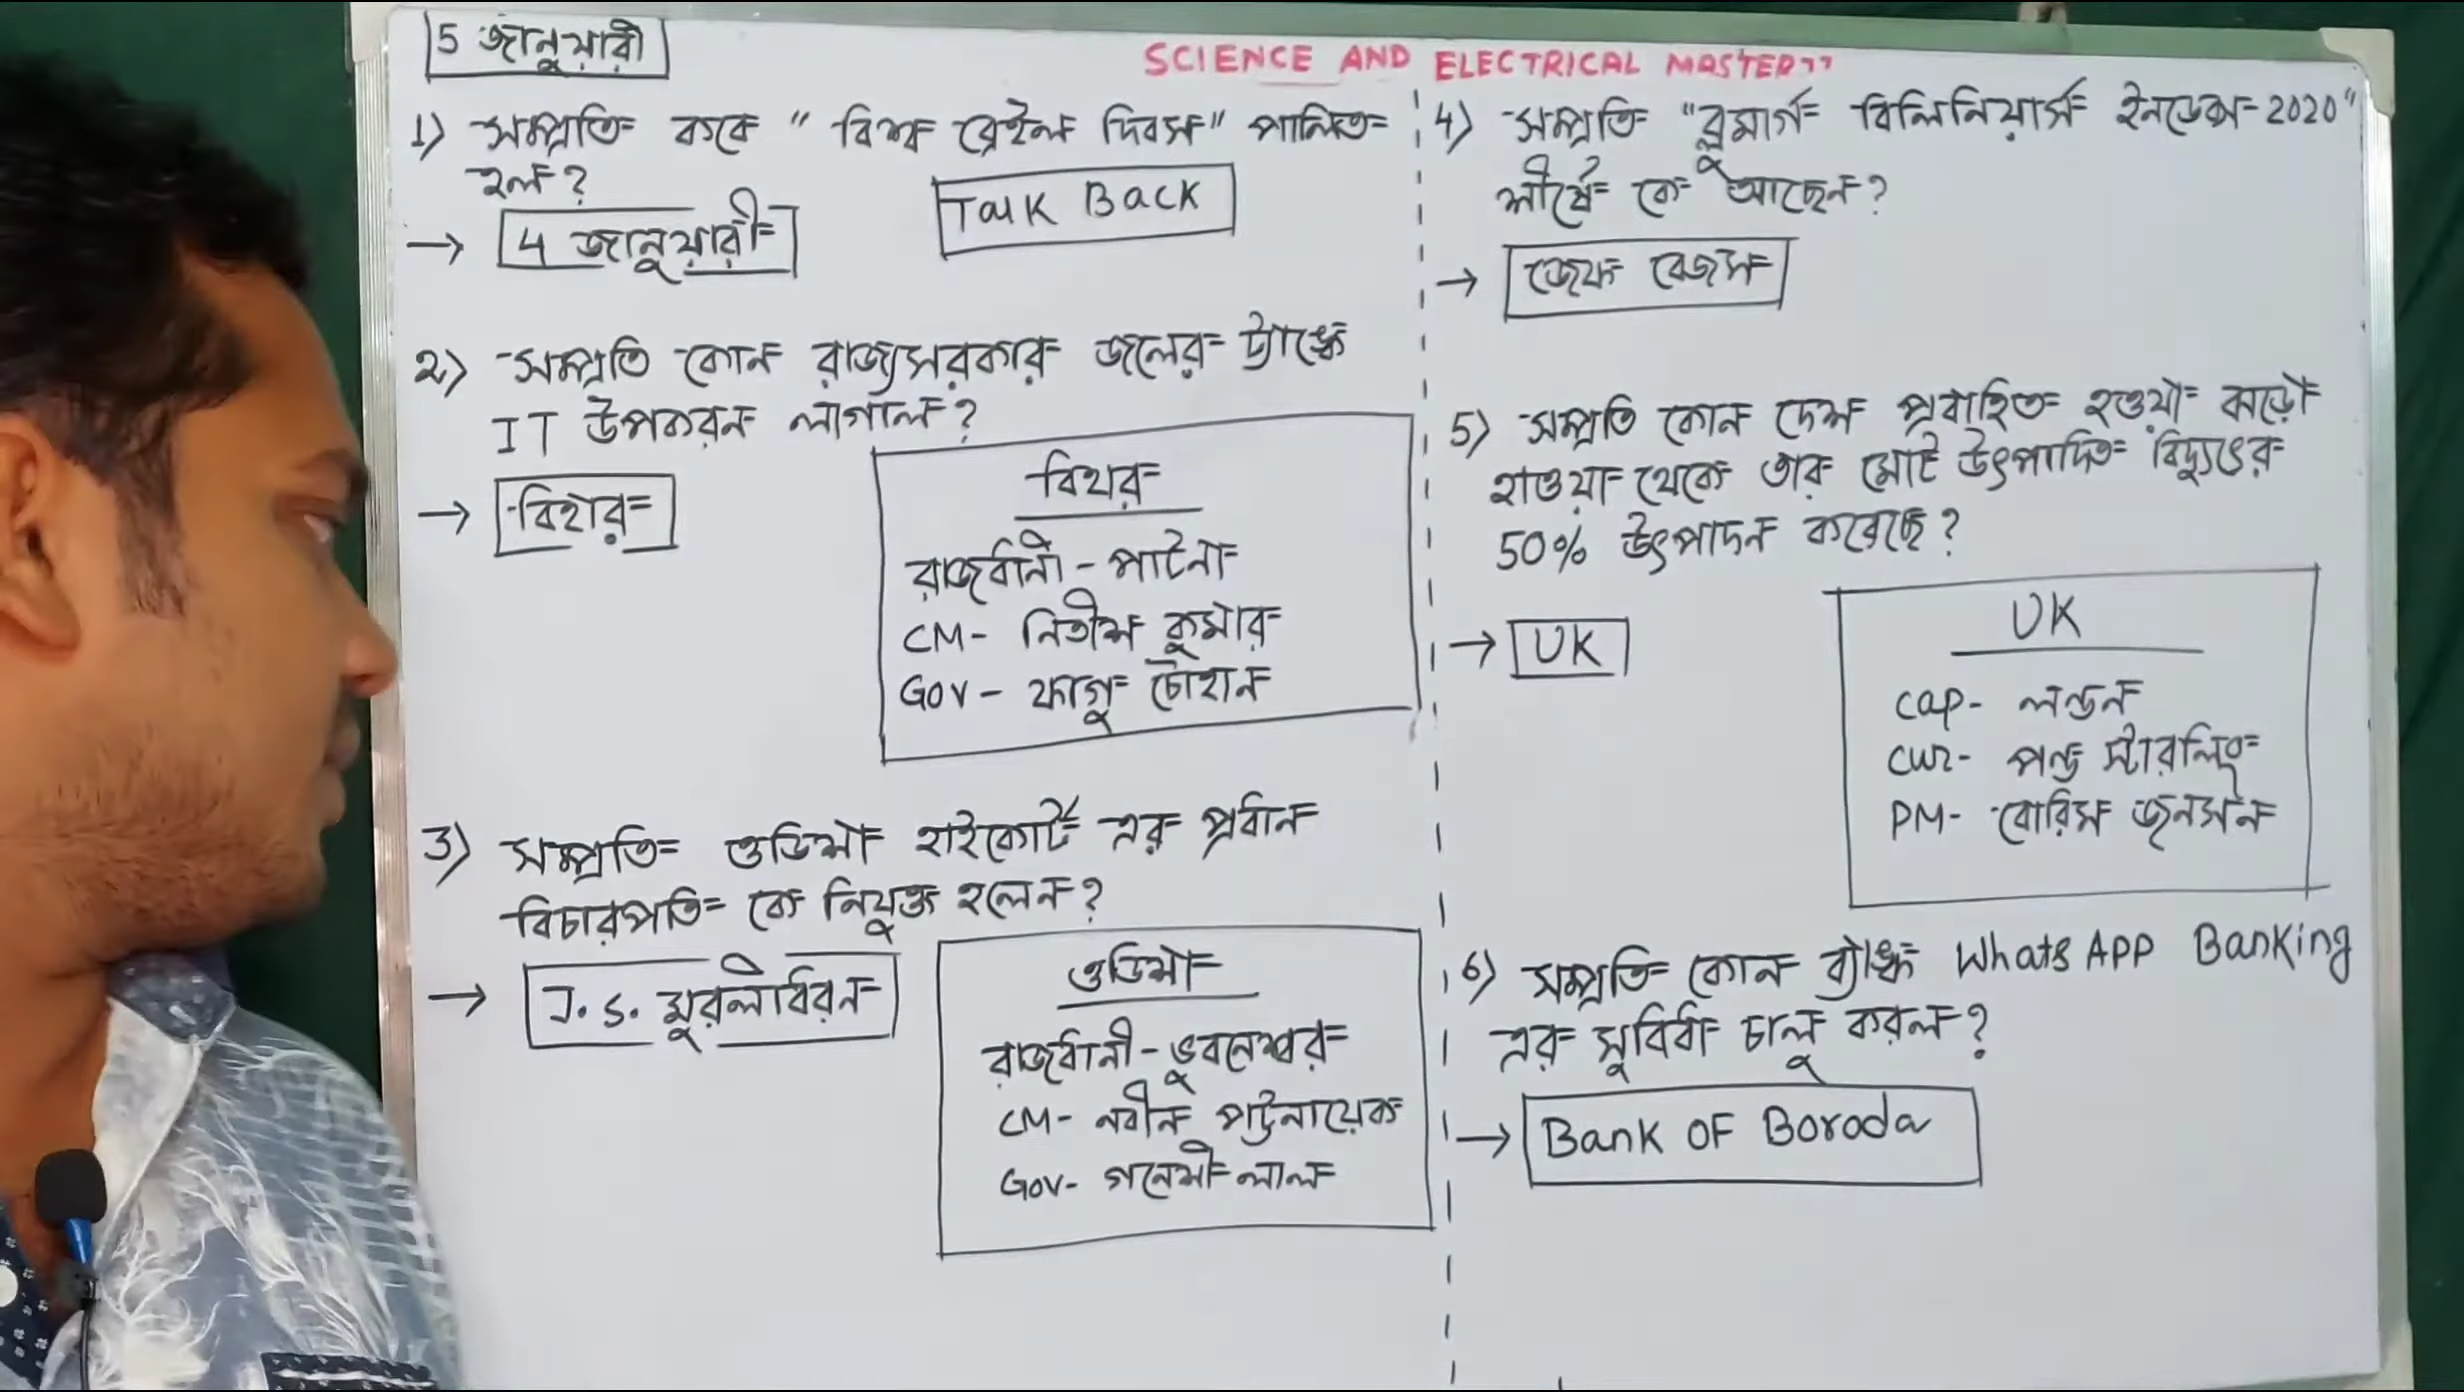 5 জানুয়ারী
SCIENCE AND ELECTRICAL MASTER"
1) সম্প্রতি কবে "বিশ্ব ব্রেইল দিবস" পালিত
হল?
Talk Back
→ 4 জানুয়ারী
2) সম্প্রতি কোন রাজ্যসরকার জলের ট্যাঙ্কে
IT উপকরন লাগাল?
→ বিহার
বিহার
রাজধানী - পাটনা
CM- নিতীশ কুমার
GOV - ফাগু চৌহান
3) সম্প্রতি ওডিশা হাইকোর্ট এর প্রধান
বিচারপতি কে নিযুক্ত হলেন?
→ J. S. মুরলীধরন
ওডিশা
রাজধানী - ভুবনেশ্বর
CM- নবীন পট্টনায়েক
Gov- গনেশী লাল
4) সম্প্রতি "ব্লুমার্গ বিলিনিয়ার্স ইনডেক্স-2020"
শীর্ষে কে আছেন?
→ জেফ বেজস
5) সম্প্রতি কোন দেশ প্রবাহিত হওয়া ঝড়ো
হাওয়া থেকে তার মোট উৎপাদিত বিদ্যুৎের
50% উৎপাদন করেছে?
→ UK
UK
cap- লন্ডন
cur- পন্ড স্টারলিং
PM- বোরিস জনসন
6) সম্প্রতি কোন ব্যাঙ্ক WhatsAPP Banking
এর সুবিধা চালু করল?
→ Bank OF Boroda